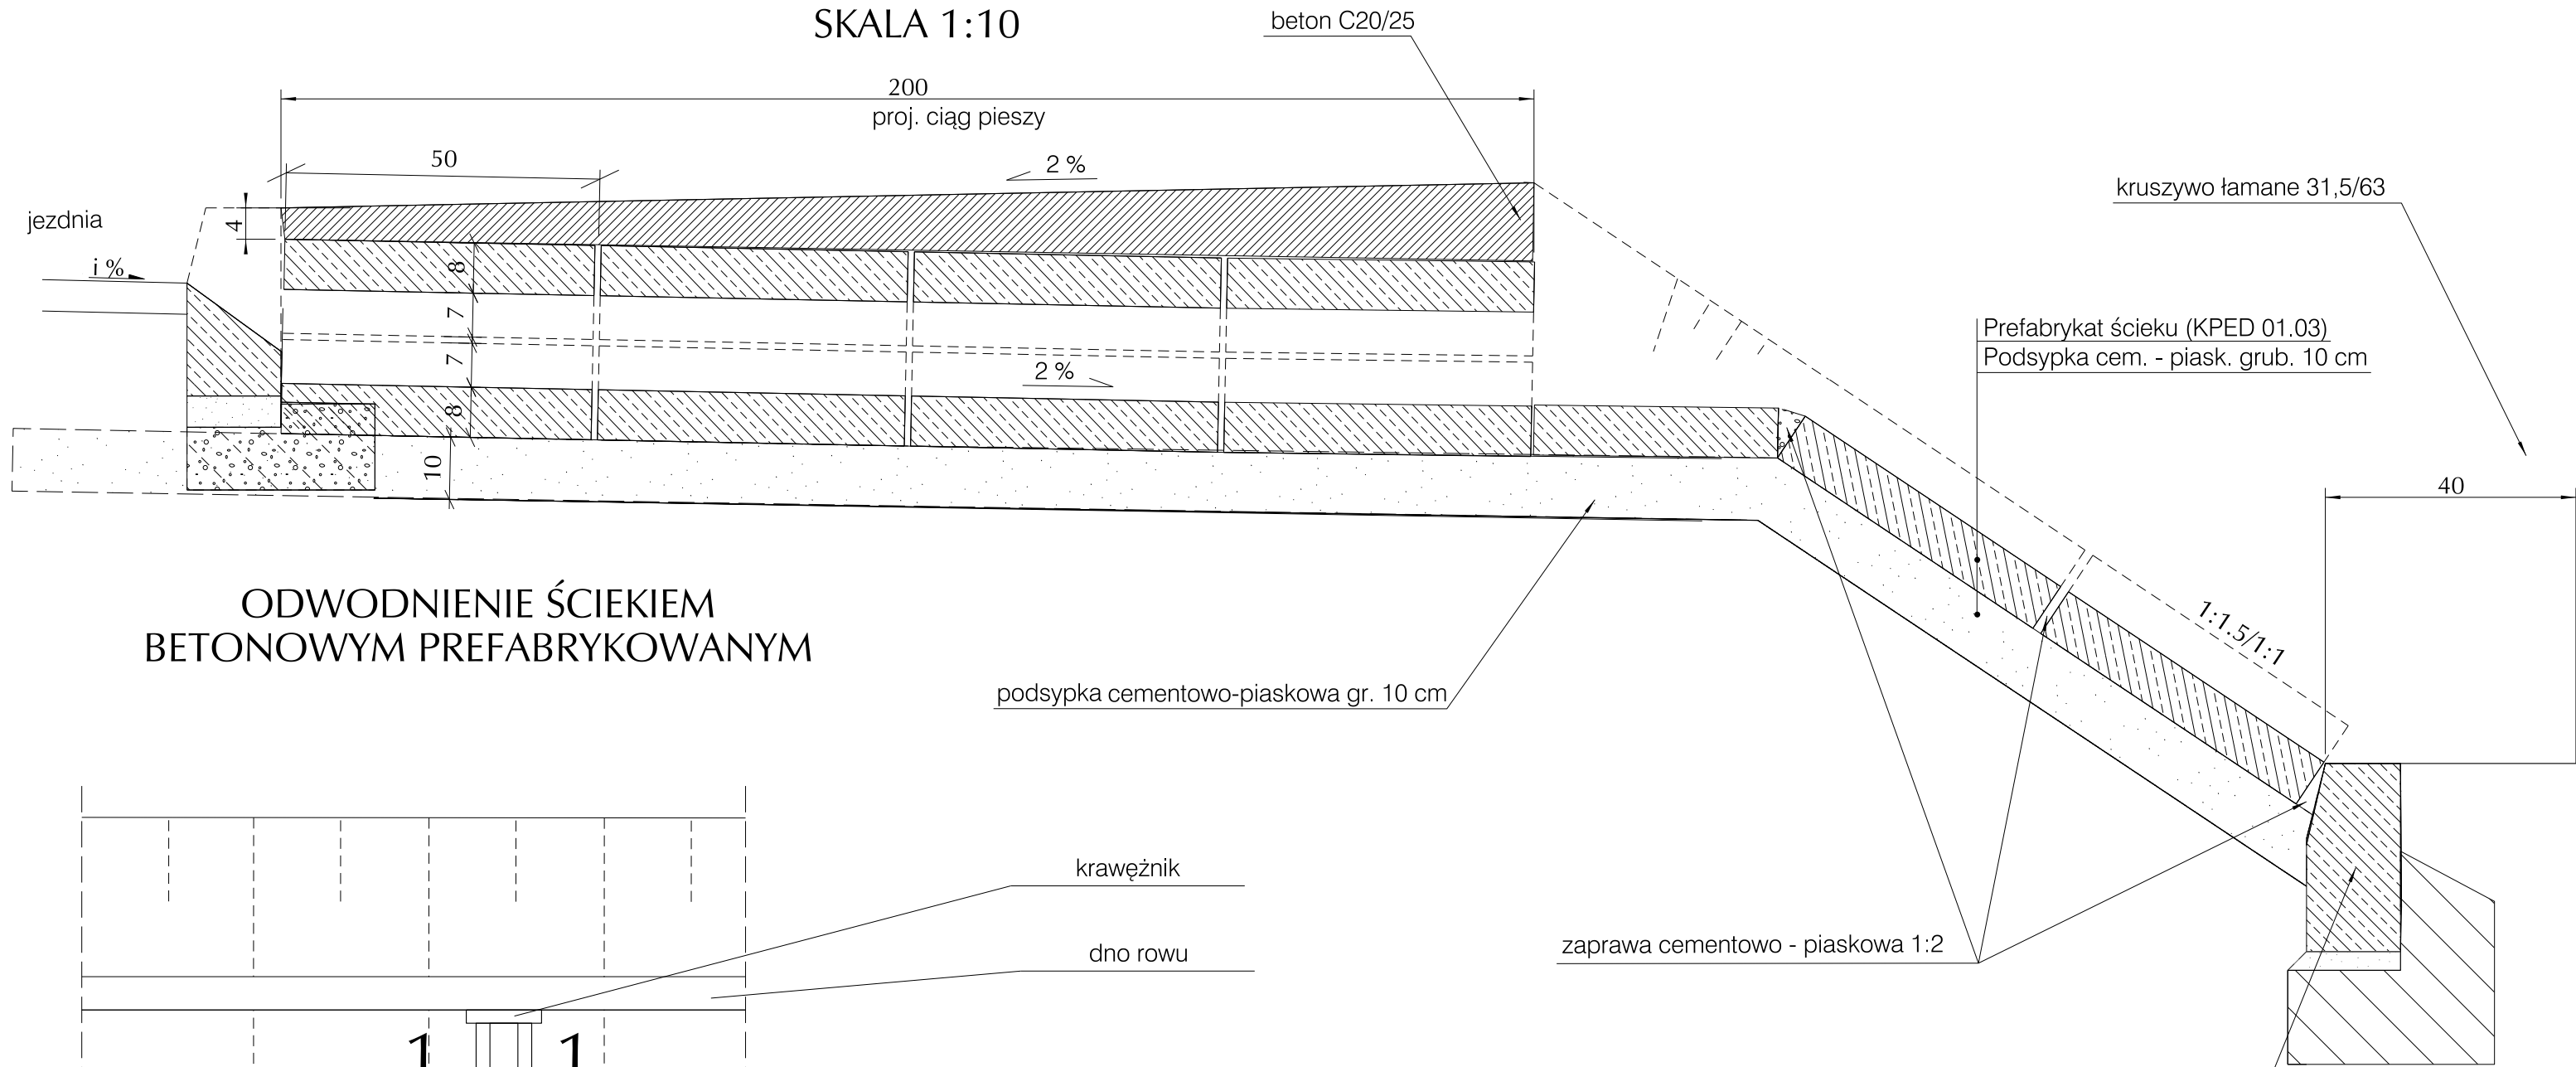 SKALA 1:10
beton C20/25
200
proj. ciąg pieszy
50
2 %
kruszywo łamane 31,5/63
jezdnia
4
i %
8
7
7
2 %
8
10
Prefabrykat ścieku (KPED 01.03)
Podsypka cem. - piask. grub. 10 cm
40
ODWODNIENIE ŚCIEKIEM
BETONOWYM PREFABRYKOWANYM
1:1.5/1:1
podsypka cementowo-piaskowa gr. 10 cm
krawężnik
dno rowu
zaprawa cementowo - piaskowa 1:2
1 1